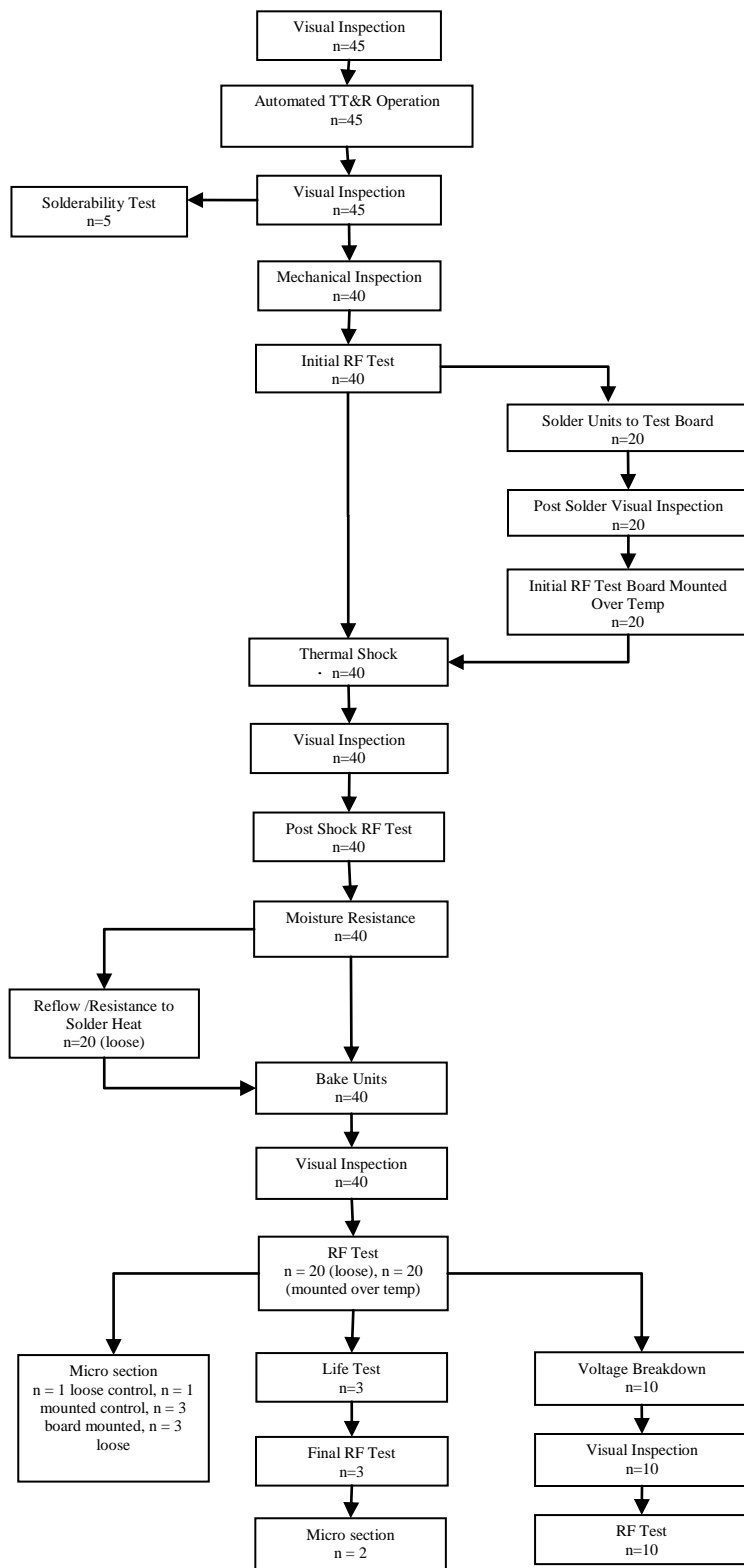 Visual Inspection
n=45
Automated TT&R Operation
n=45
Visual Inspection
n=45
Solderability Test
n=5
Mechanical Inspection
n=40
Initial RF Test
n=40
Solder Units to Test Board
n=20
Post Solder Visual Inspection
n=20
Initial RF Test Board Mounted
Over Temp
n=20
Thermal Shock
· n=40
Visual Inspection
n=40
Post Shock RF Test
n=40
Moisture Resistance
n=40
Reflow /Resistance to
Solder Heat
n=20 (loose)
Bake Units
n=40
Visual Inspection
n=40
RF Test
n = 20 (loose), n = 20
(mounted over temp)
Micro section
n = 1 loose control, n = 1
mounted control, n = 3
board mounted, n = 3
loose
Life Test
n=3
Final RF Test
n=3
Micro section
n = 2
Voltage Breakdown
n=10
Visual Inspection
n=10
RF Test
n=10